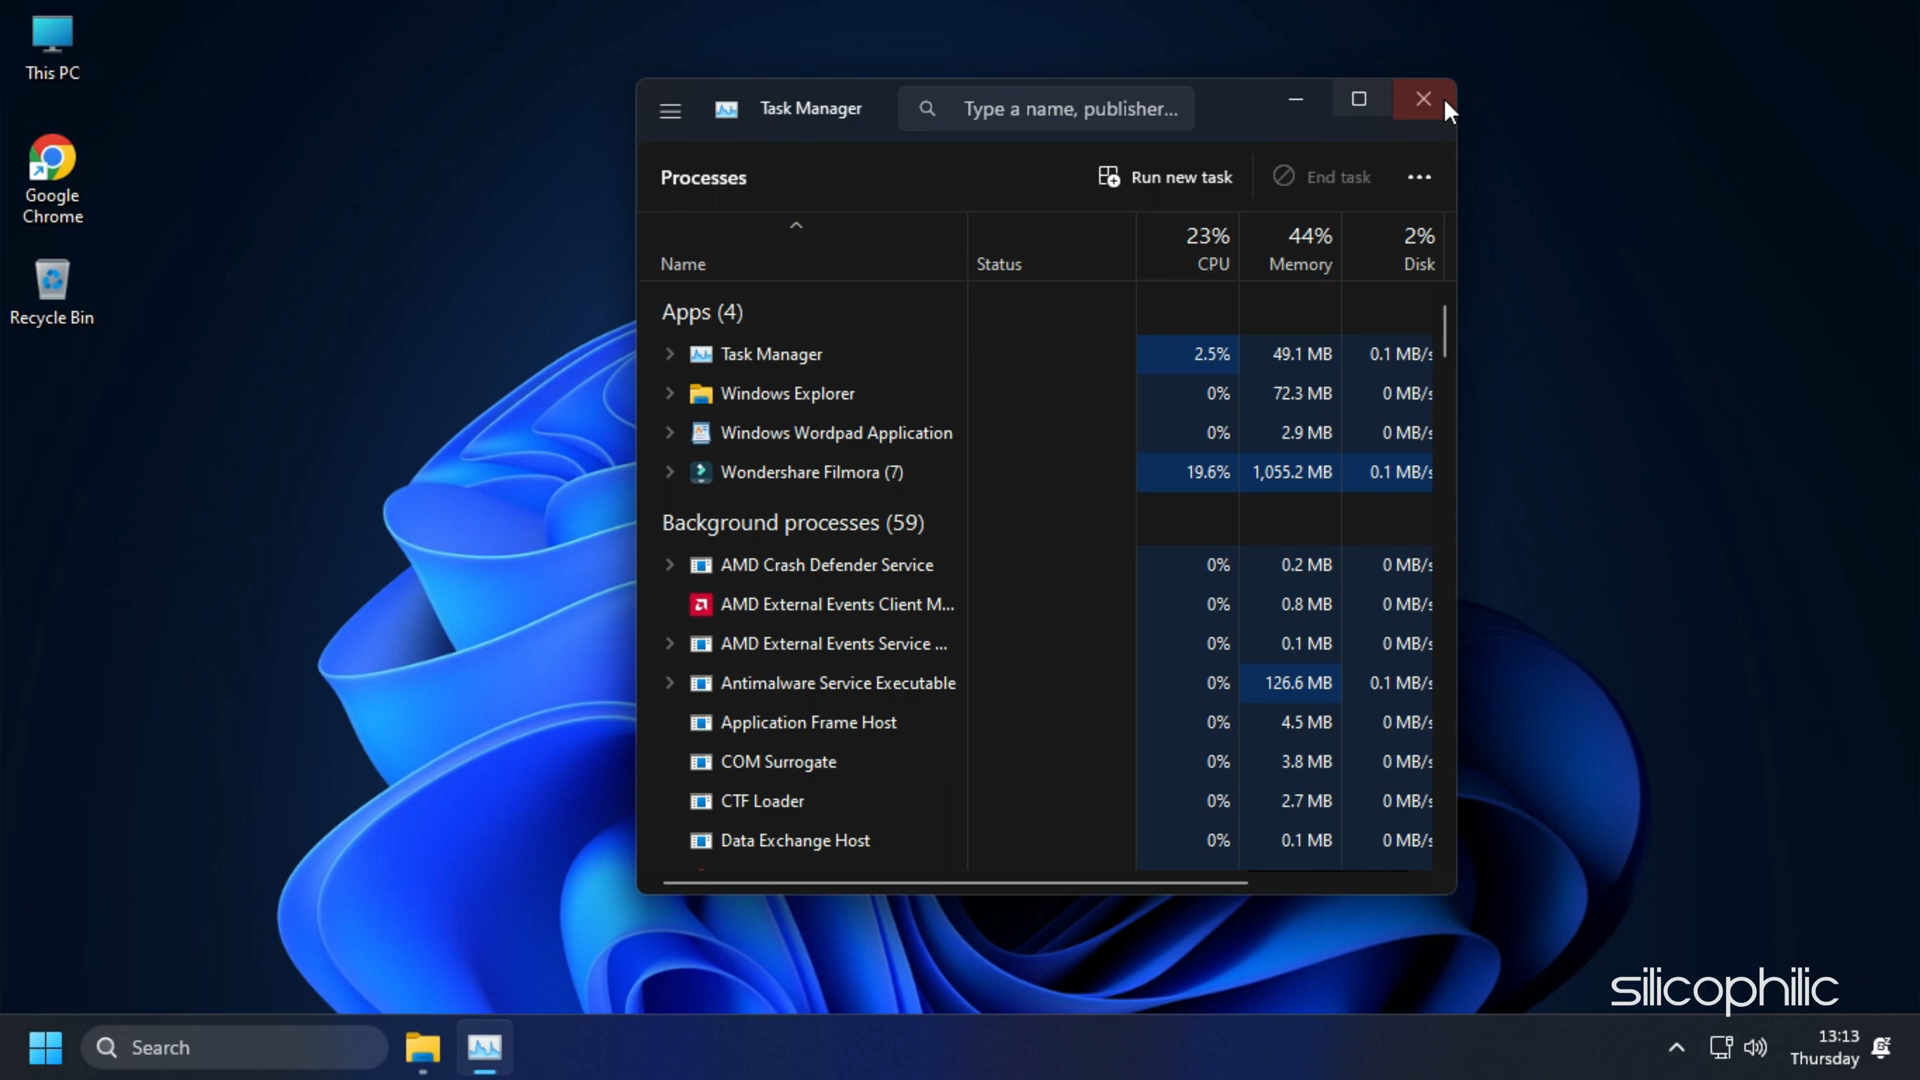 This PC
Google
Chrome
Recycle Bin
Task Manager
Type a name, publisher...
Processes
Run new task
End task
23% 44% 2%
Name Status CPU Memory Disk
Apps (4)
Task Manager 2.5% 49.1 MB 0.1 MB/s
Windows Explorer 0% 72.3 MB 0 MB/s
Windows Wordpad Application 0% 2.9 MB 0 MB/s
Wondershare Filmora (7) 19.6% 1,055.2 MB 0.1 MB/s
Background processes (59)
AMD Crash Defender Service 0% 0.2 MB 0 MB/s
AMD External Events Client M... 0% 0.8 MB 0 MB/s
AMD External Events Service ... 0% 0.1 MB 0 MB/s
Antimalware Service Executable 0% 126.6 MB 0.1 MB/s
Application Frame Host 0% 4.5 MB 0 MB/s
COM Surrogate 0% 3.8 MB 0 MB/s
CTF Loader 0% 2.7 MB 0 MB/s
Data Exchange Host 0% 0.1 MB 0 MB/s
silicophilic
Search
13:13
Thursday